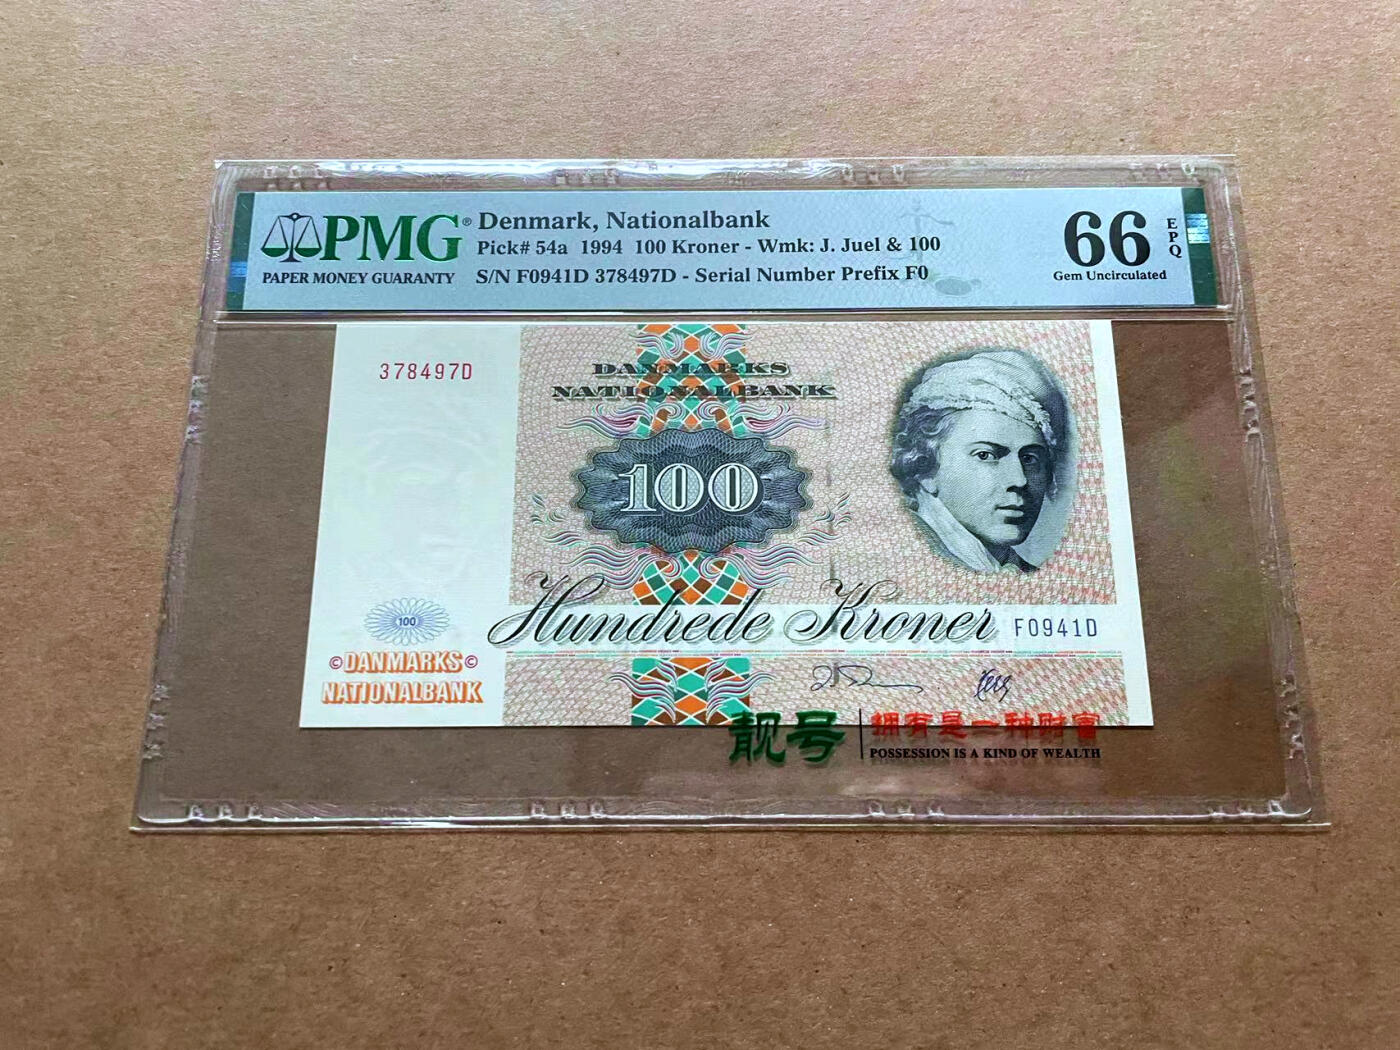 PMG®
PAPER MONEY GUARANTY
Denmark, Nationalbank
Pick# 54a 1994 100 Kroner - Wmk: J. Juel & 100
S/N F0941D 378497D - Serial Number Prefix F0
66
EPQ
Gem Uncirculated
378497D
DANMARKS
NATIONALBANK
100
Hundrede Kroner
F0941D
100
©DANMARKS©
NATIONALBANK
靓号
拥有是一种财富
POSSESSION IS A KIND OF WEALTH